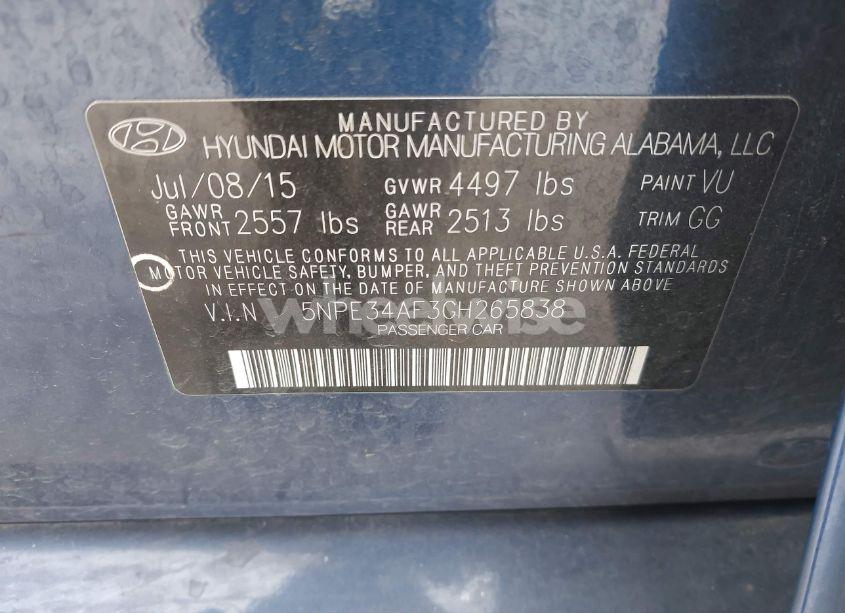 MANUFACTURED BY
HYUNDAI MOTOR MANUFACTURING ALABAMA, LLC
Jul/08/15 GVWR 4497 lbs PAINT VU
GAWR FRONT 2557 lbs GAWR REAR 2513 lbs TRIM GG
THIS VEHICLE CONFORMS TO ALL APPLICABLE U.S.A. FEDERAL
MOTOR VEHICLE SAFETY, BUMPER, AND THEFT PREVENTION STANDARDS
IN EFFECT ON THE DATE OF MANUFACTURE SHOWN ABOVE
V.I.N 5NPE34AF3GH265838
PASSENGER CAR